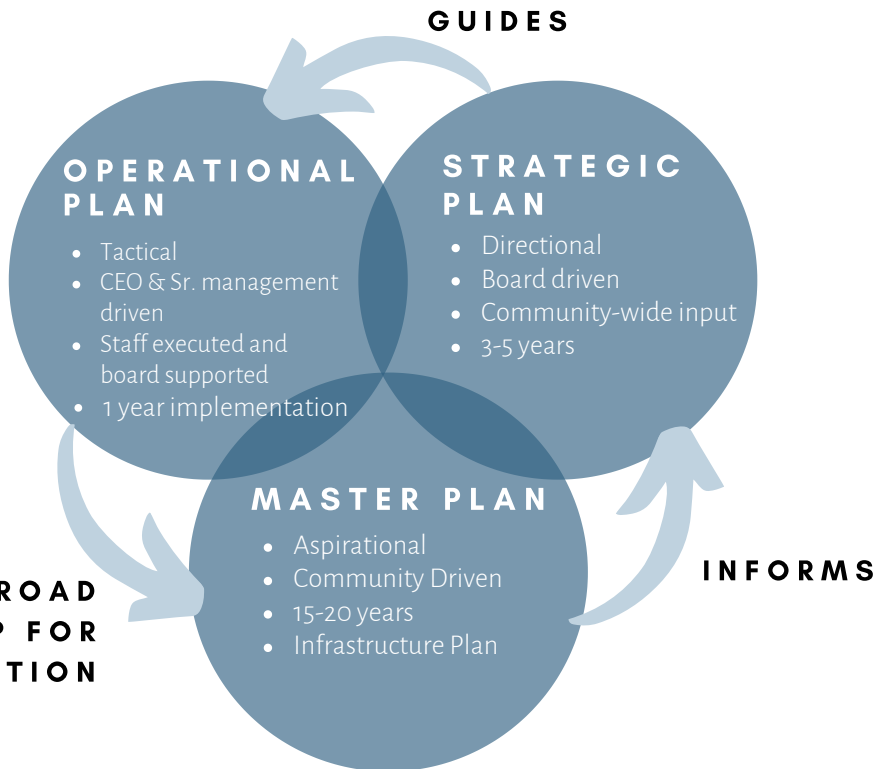 GUIDES
OPERATIONAL
PLAN
• Tactical
• CEO & Sr. management
driven
• Staff executed and
board supported
• 1 year implementation
STRATEGIC
PLAN
• Directional
• Board driven
• Community-wide input
• 3-5 years
MASTER PLAN
• Aspirational
• Community Driven
• 15-20 years
• Infrastructure Plan
INFORMS
ROAD
FOR